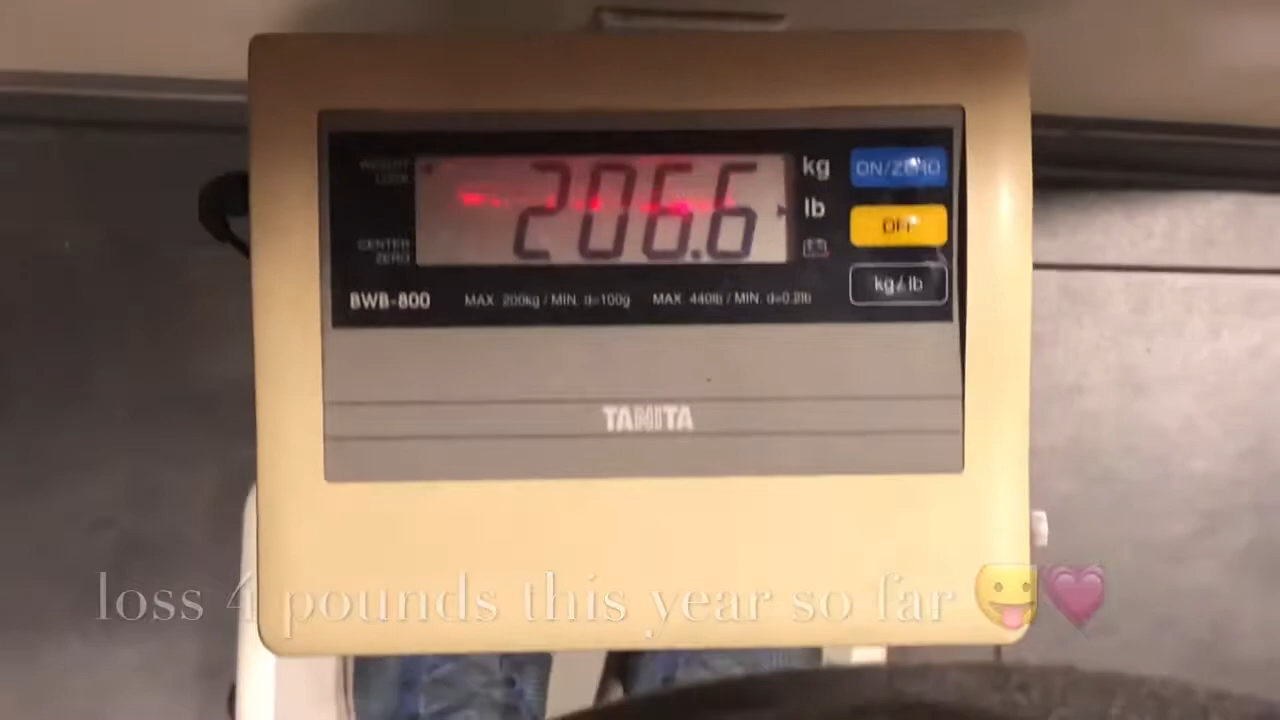 WEIGHT
LOCK
206.6
kg
lb
ON/ZERO
OFF
kg/lb
CENTER
ZERO
BWB-800
MAX. 200kg / MIN. d=100g
MAX. 440lb / MIN. d=0.2lb
TANITA
loss 4 pounds this year so far 😛💗